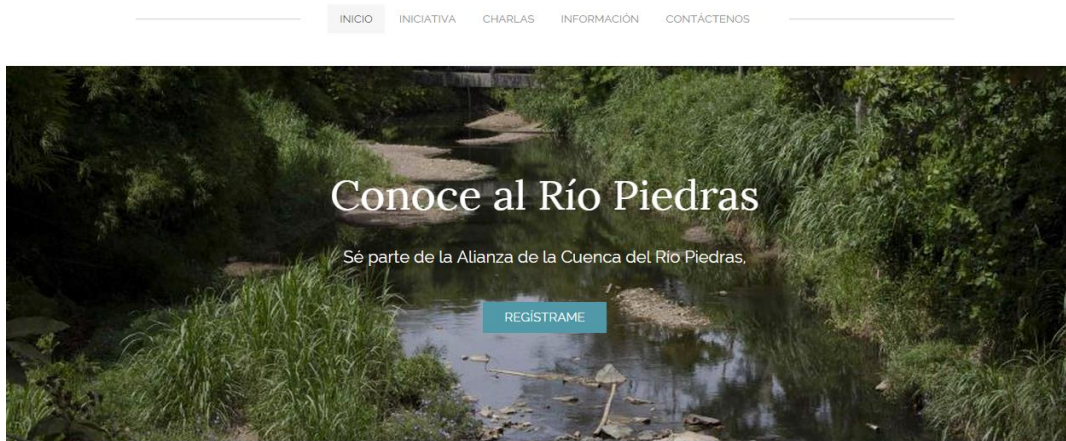 INICIO INICIATIVA CHARLAS INFORMACIÓN CONTÁCTENOS
Conoce al Río Piedras
Sé parte de la Alianza de la Cuenca del Río Piedras,
REGÍSTRAME